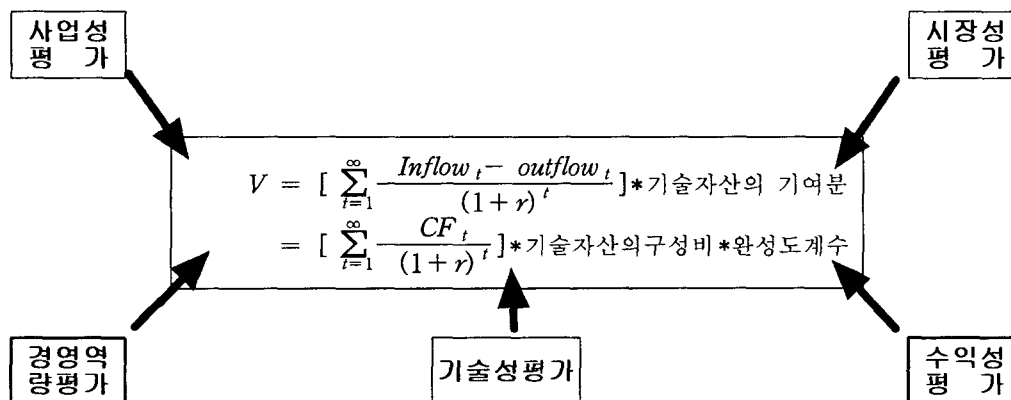 사업성
평 가
시장성
평 가
V = [ ∑_{t=1}^{∞} \frac{Inflow_t - outflow_t}{(1+r)^t} ]*기술자산의 기여분
= [ ∑_{t=1}^{∞} \frac{CF_t}{(1+r)^t} ]*기술자산의구성비*완성도계수
경영역
량평가
기술성평가
수익성
평 가